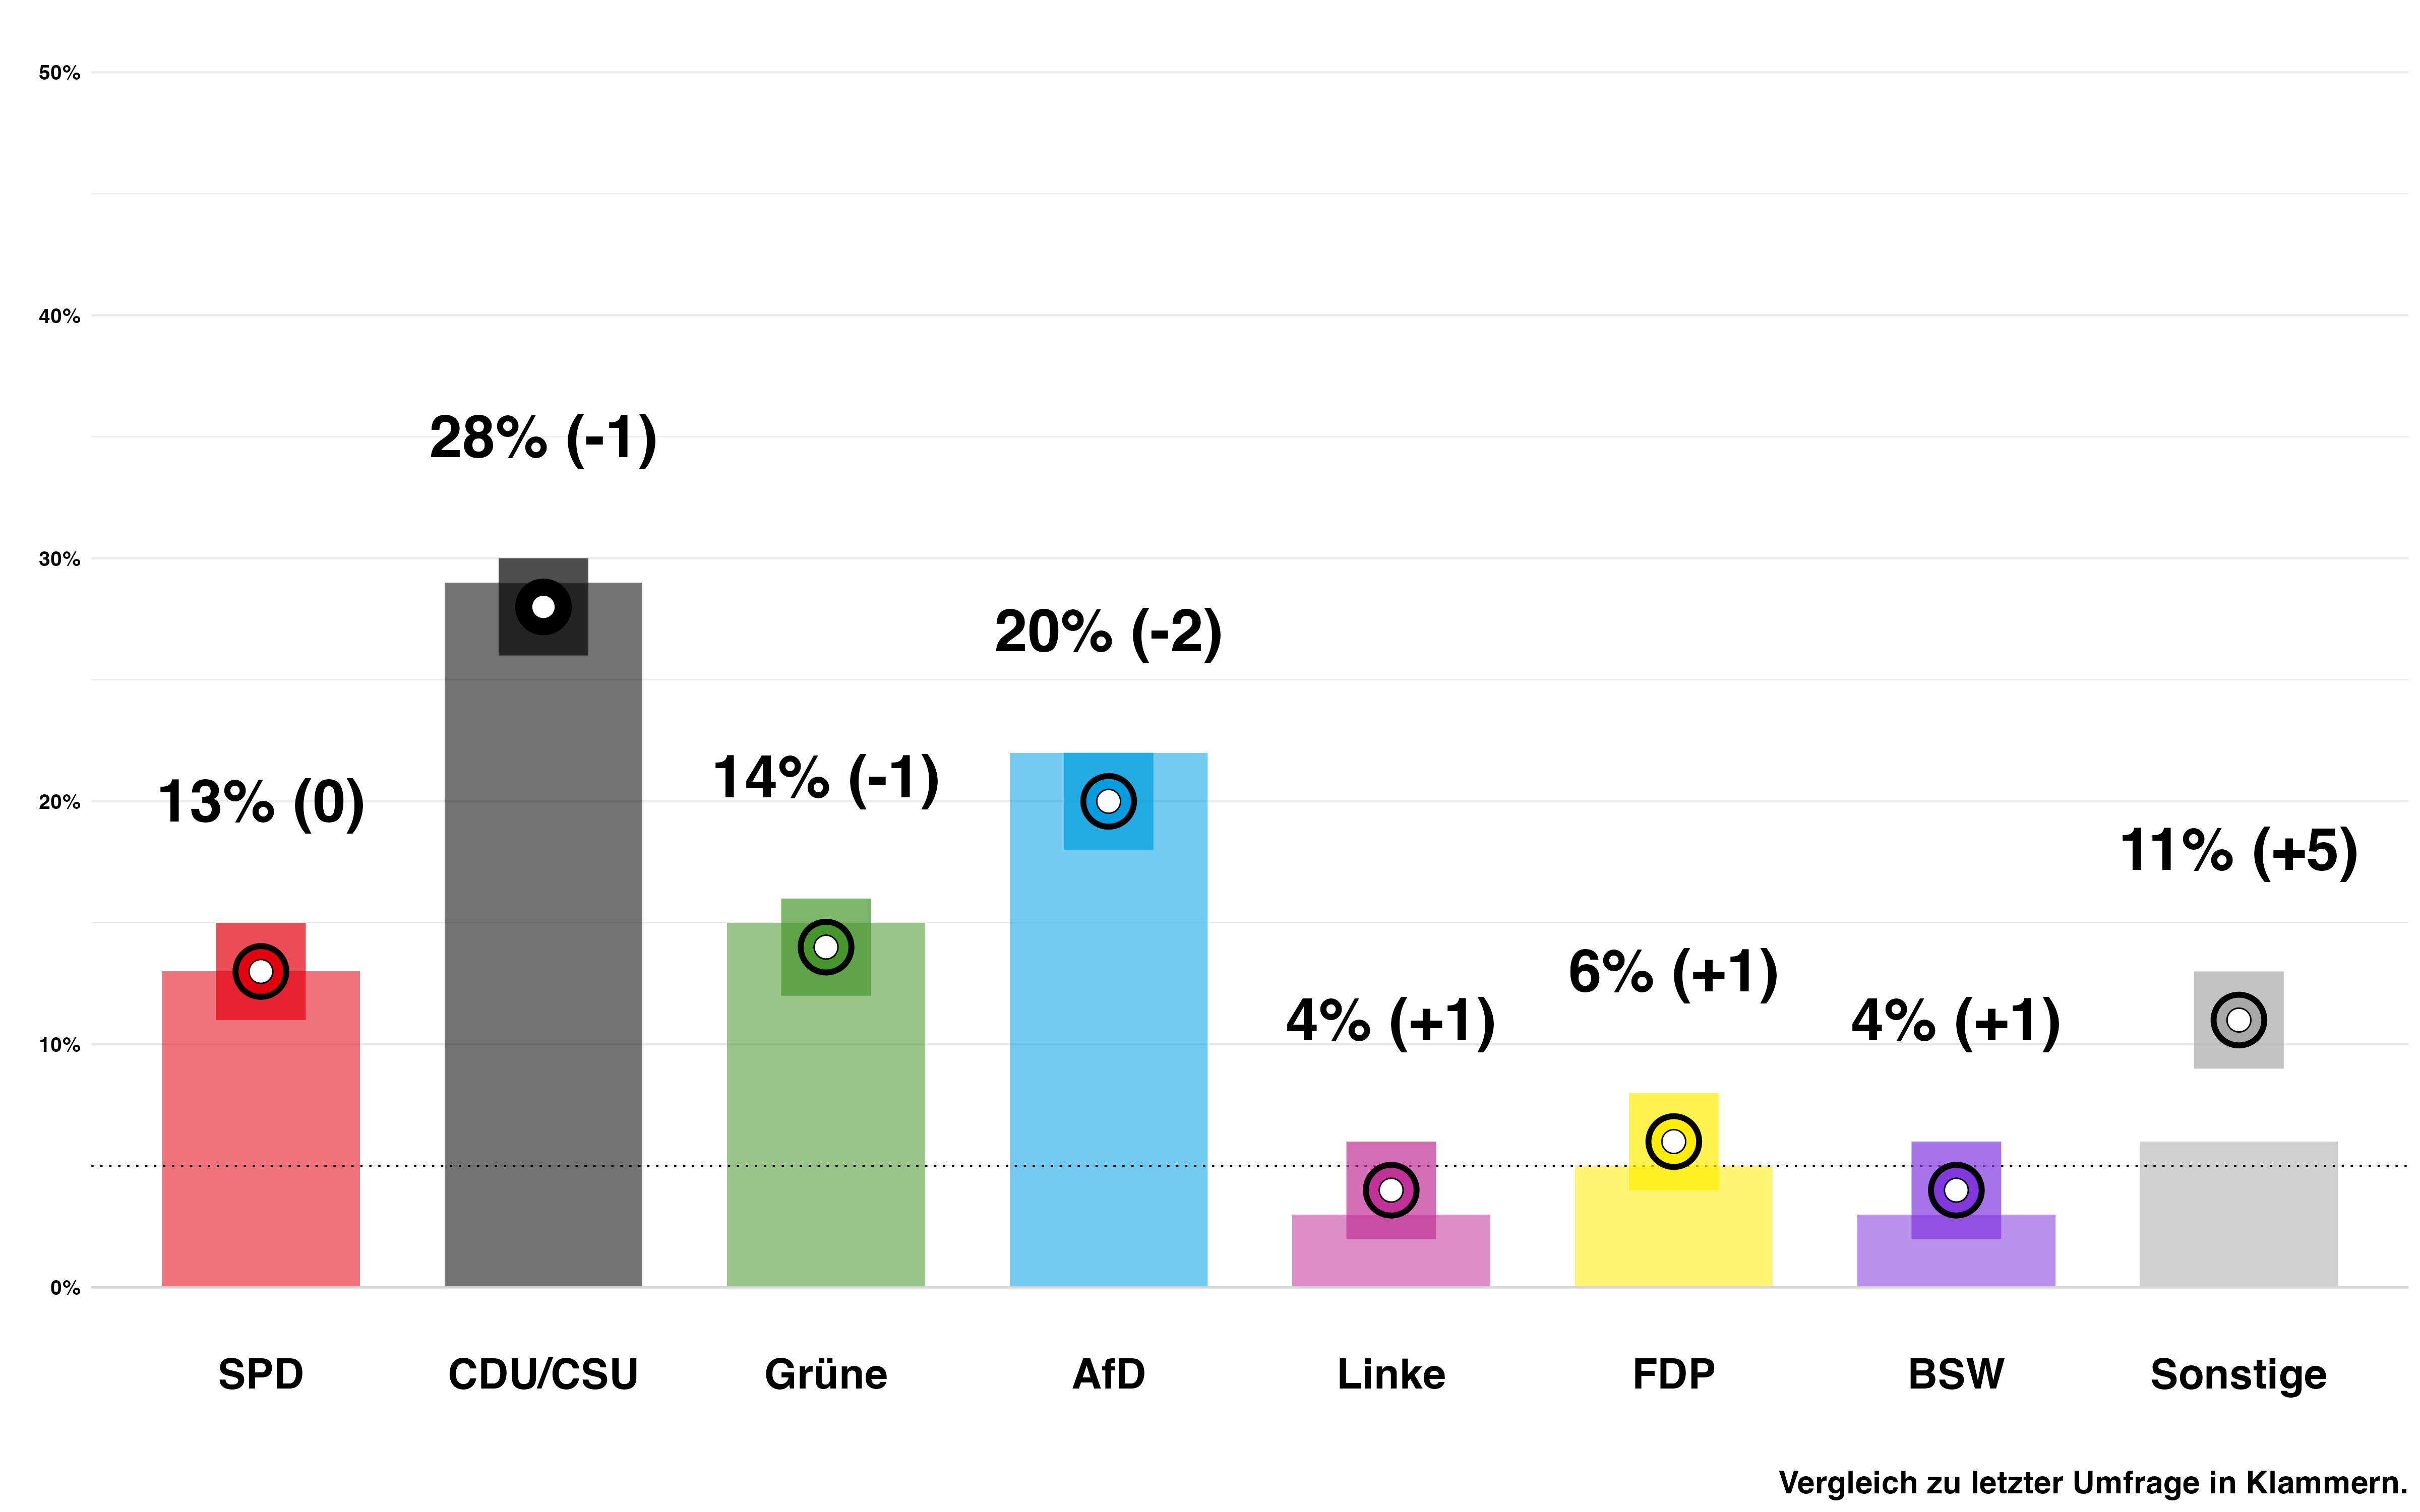 50%
40%
30%
20%
10%
0%
13% (0)
28% (-1)
14% (-1)
20% (-2)
4% (+1)
6% (+1)
4% (+1)
11% (+5)
SPD
CDU/CSU
Grüne
AfD
Linke
FDP
BSW
Sonstige
Vergleich zu letzter Umfrage in Klammern.